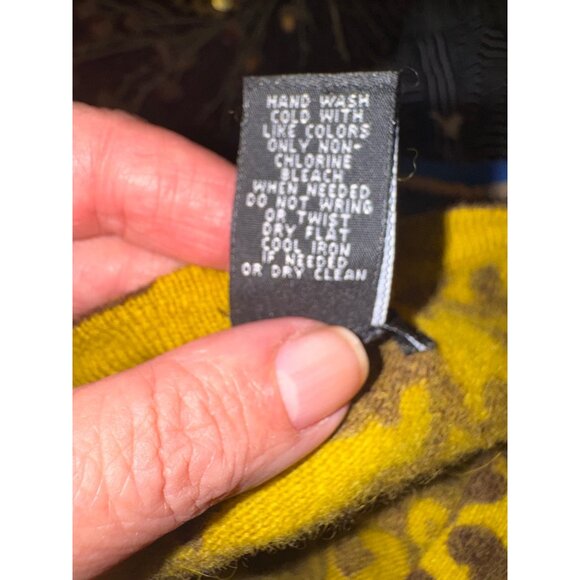 HAND WASH
COLD WITH
LIKE COLORS
ONLY NON-
CHLORINE
BLEACH
WHEN NEEDED
DO NOT WRING
OR TWIST
DRY FLAT
COOL IRON
IF NEEDED
OR DRY CLEAN